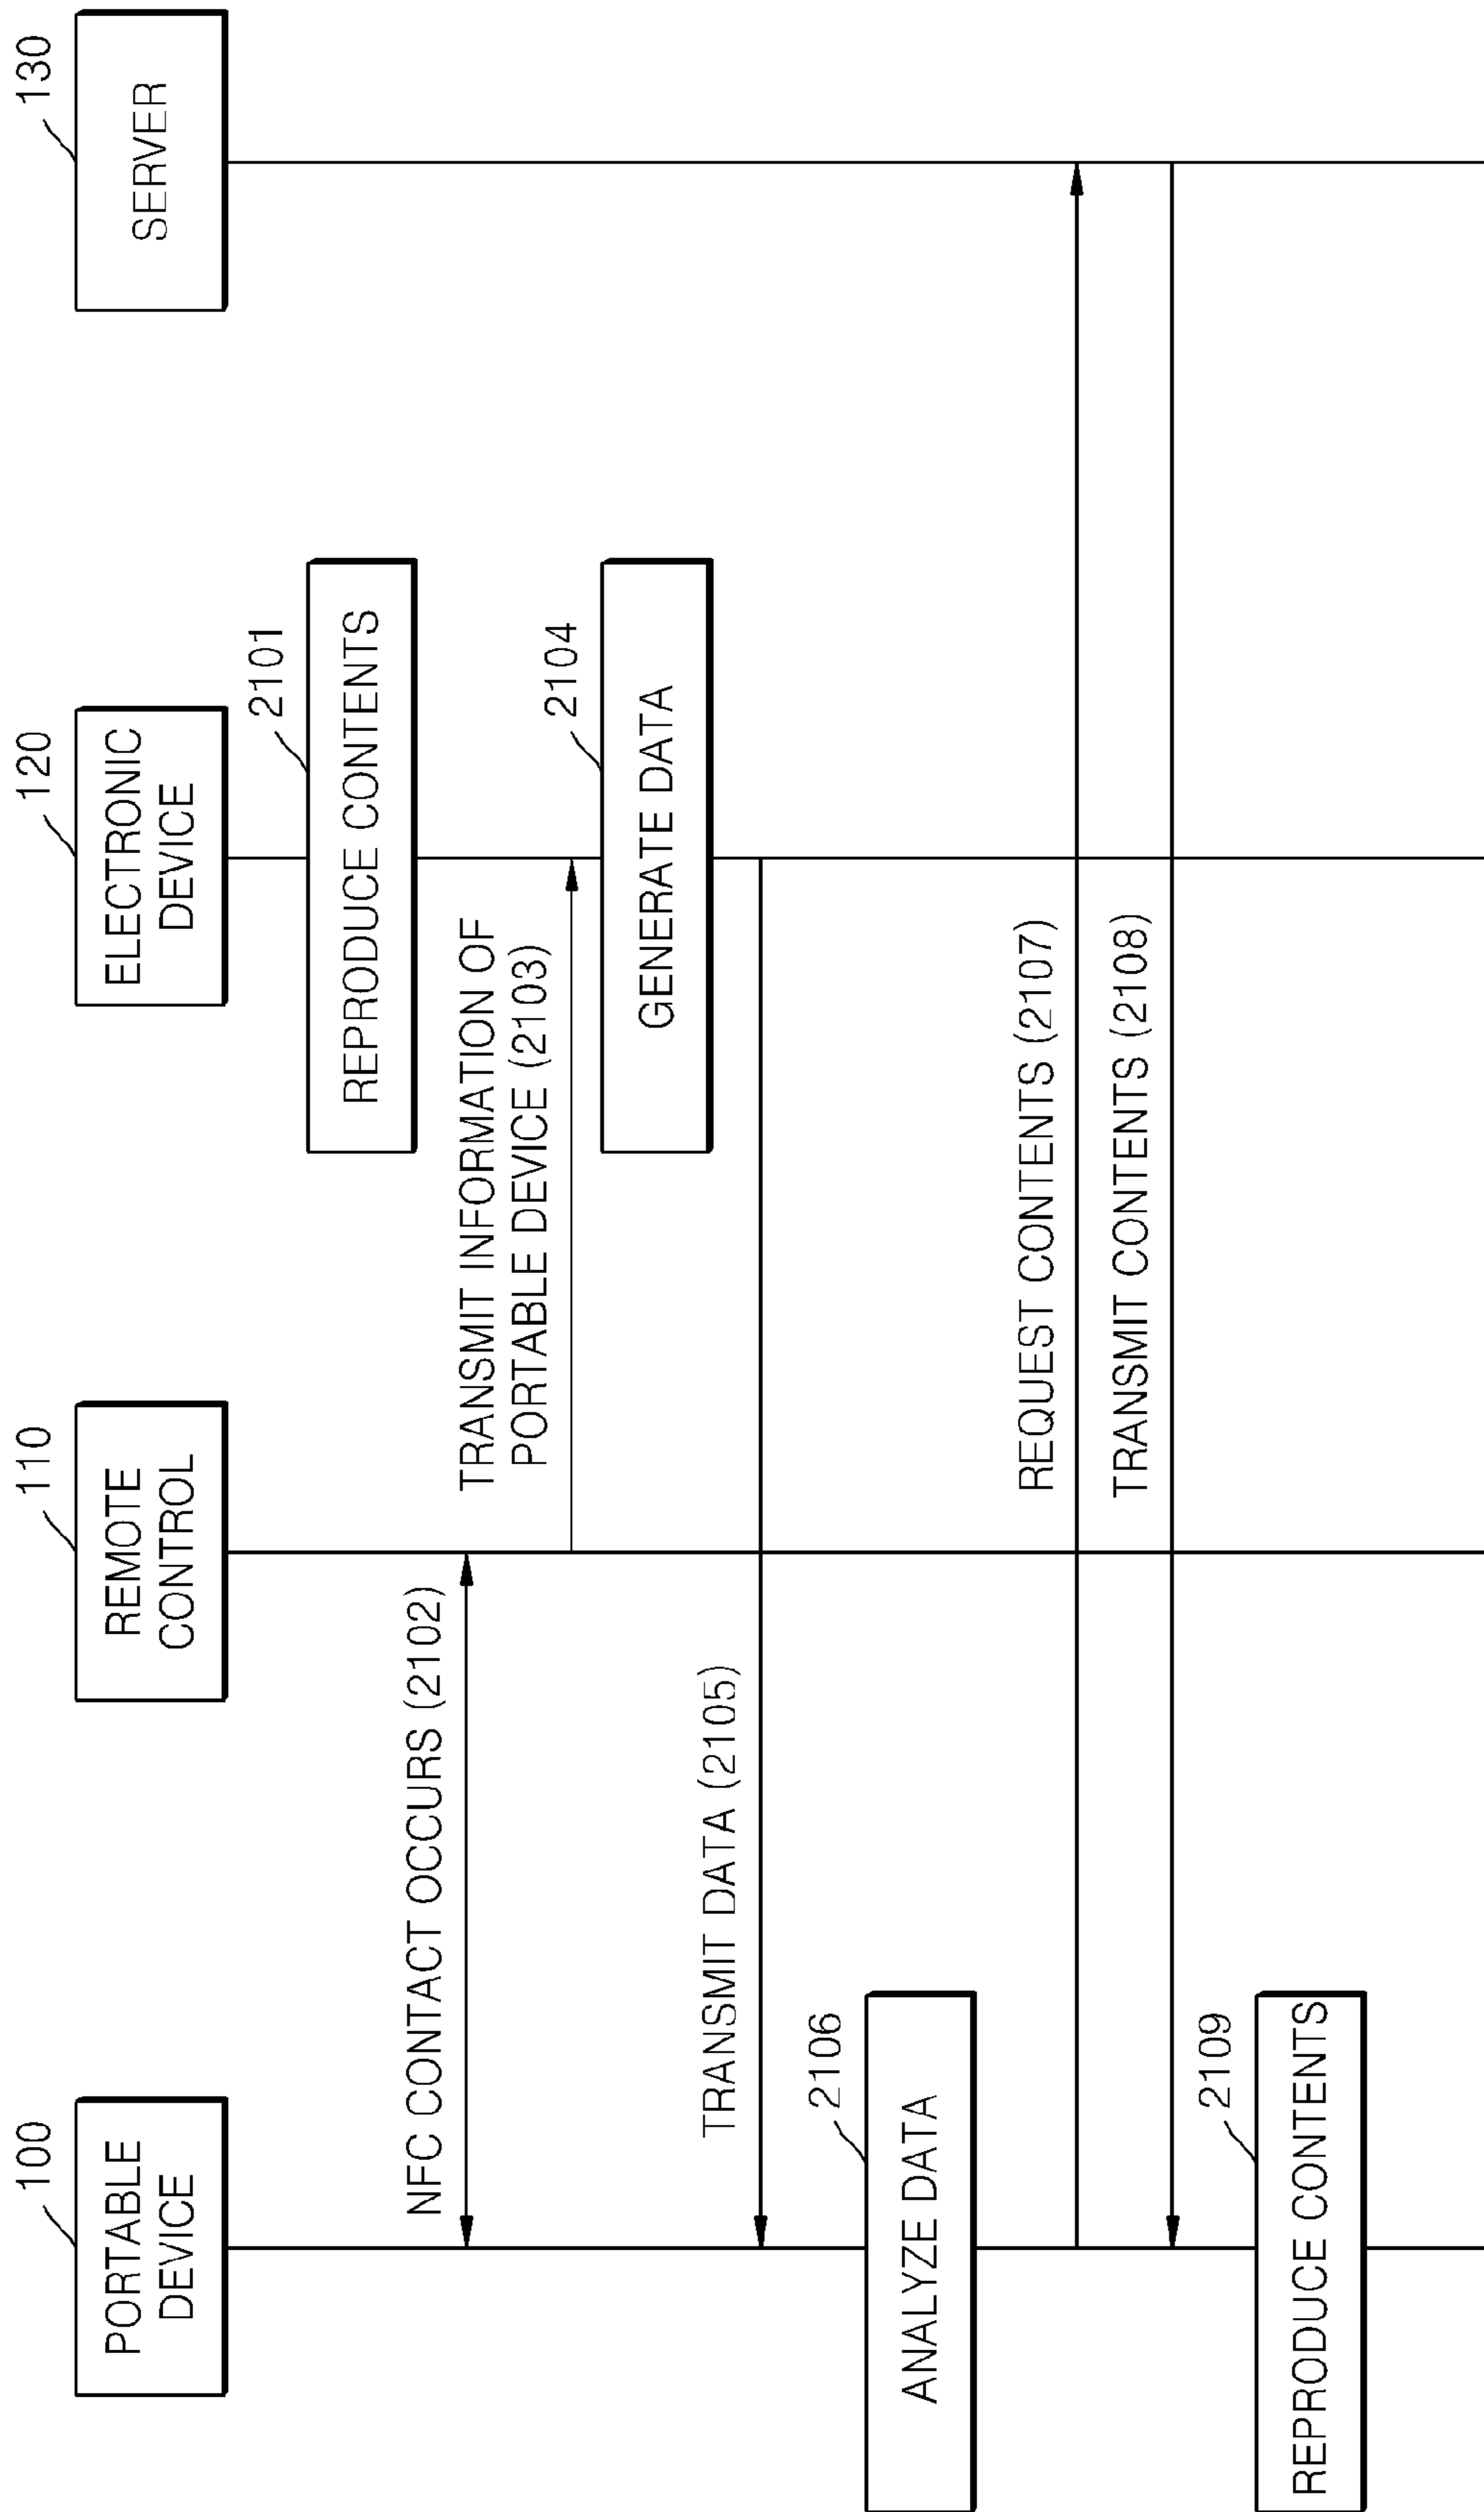 100
PORTABLE
DEVICE
110
REMOTE
CONTROL
120
ELECTRONIC
DEVICE
130
SERVER
2101
REPRODUCE CONTENTS
NFC CONTACT OCCURS (2102)
TRANSMIT INFORMATION OF
PORTABLE DEVICE (2103)
2104
GENERATE DATA
TRANSMIT DATA (2105)
2106
ANALYZE DATA
REQUEST CONTENTS (2107)
TRANSMIT CONTENTS (2108)
2109
REPRODUCE CONTENTS